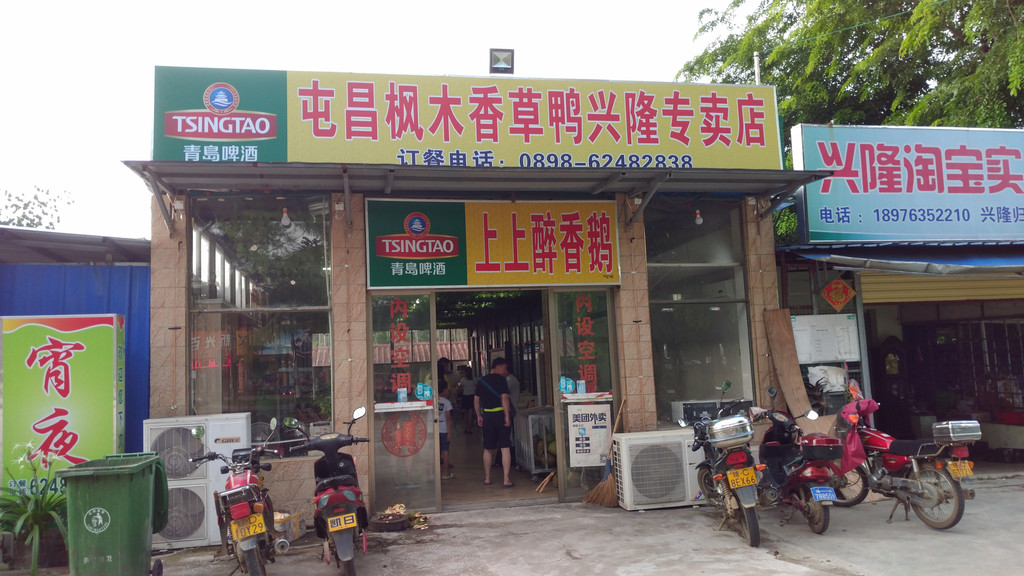 TSINGTAO
青島啤酒
屯昌枫木香草鸭兴隆专卖店
订餐电话：0898-62482838
TSINGTAO
青島啤酒
上上醉香鹅
兴隆淘宝实
电话：18976352210 兴隆归
内设空调
内设空调
美团外卖
宵夜
6248